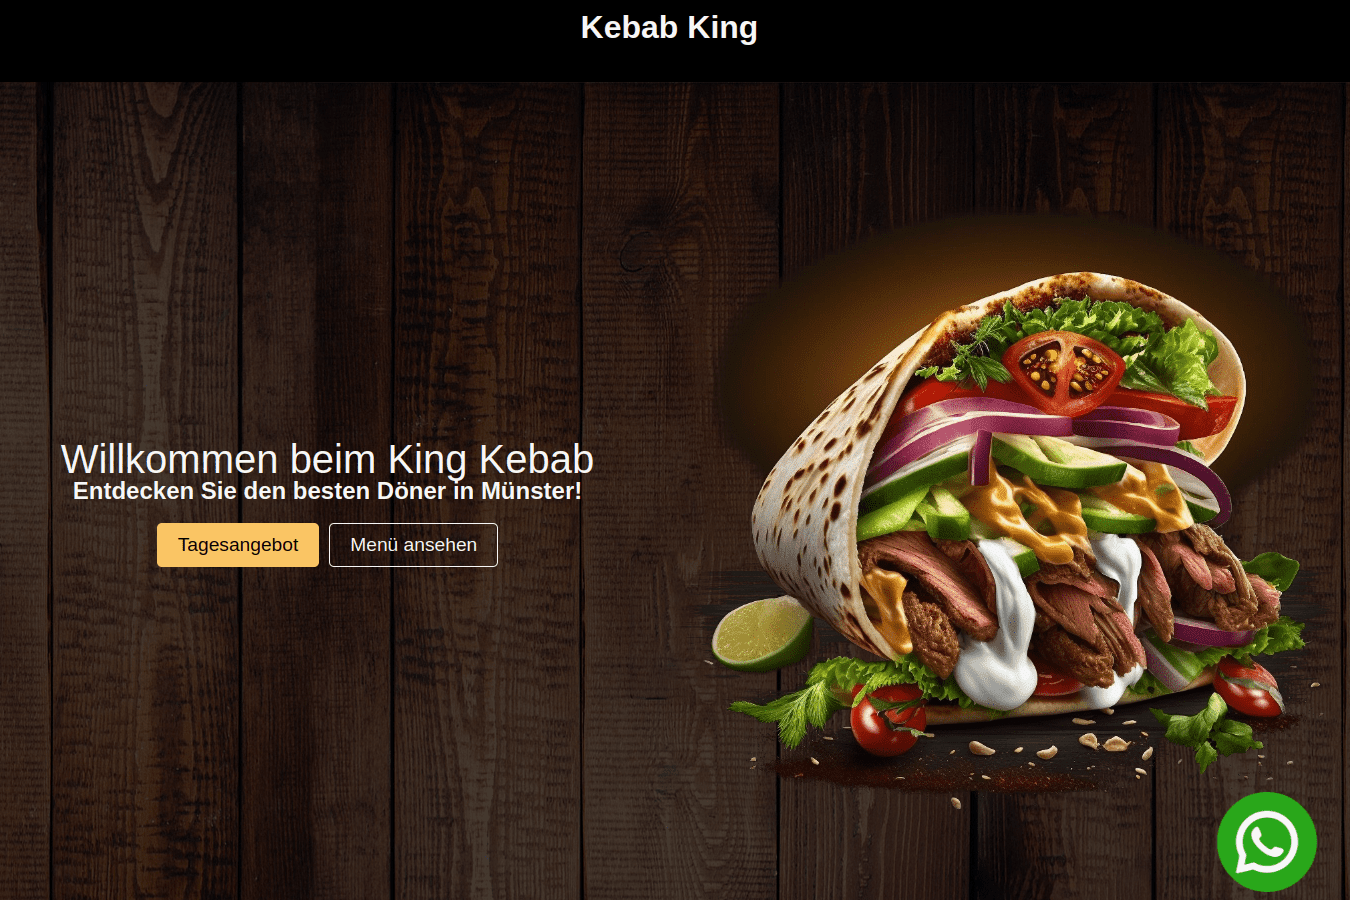 Kebab King
Willkommen beim King Kebab
Entdecken Sie den besten Döner in Münster!
Tagesangebot
Menü ansehen